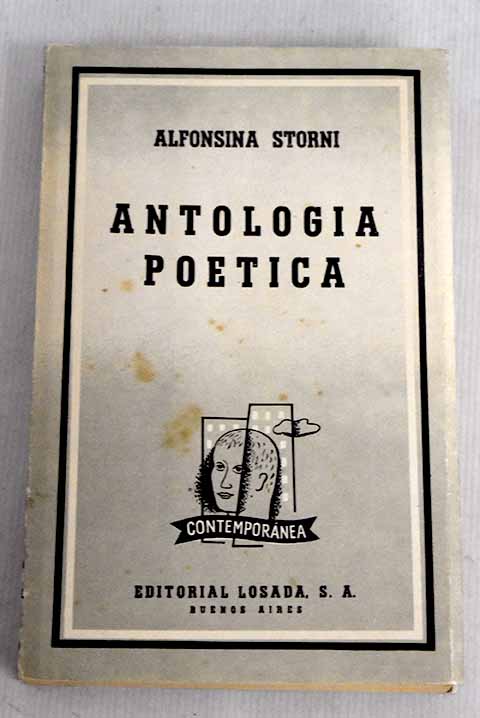 ALFONSINA STORNI
ANTOLOGIA
POETICA
CONTEMPORÁNEA
EDITORIAL LOSADA, S. A.
BUENOS AIRES